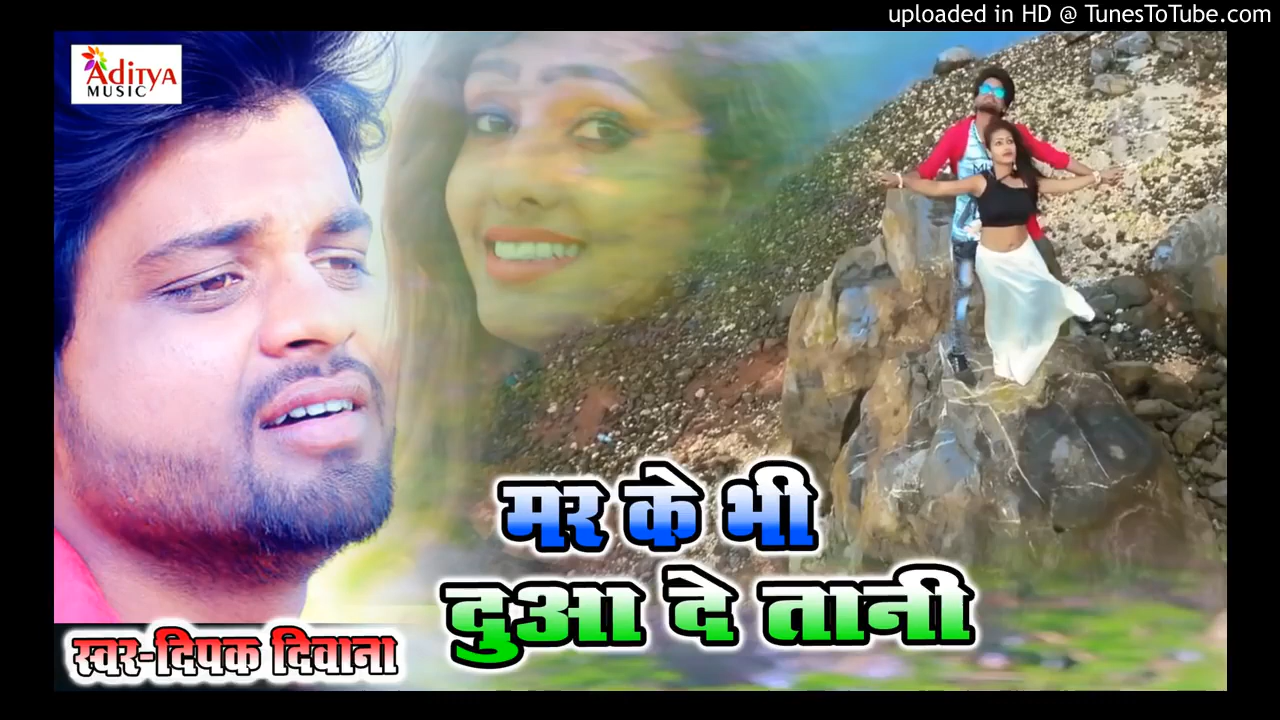 uploaded in HD @ TunesToTube.com
Aditya
MUSIC
मर के भी
दुआ दे तानी
स्वर-दिपक दिवाना